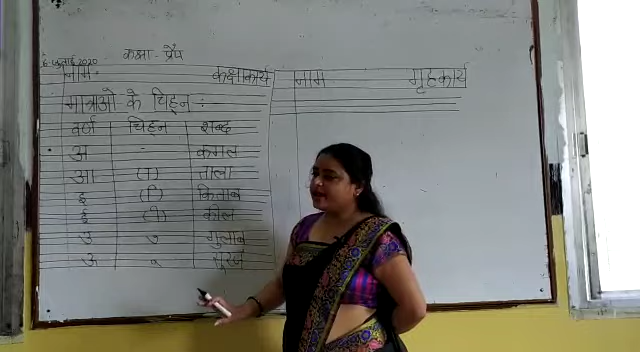 6 जुलाई 2020 कक्षा - प्रैप
नाम - कक्षाकार्य
मात्राओ के चिह्न :-
वर्ण चिह्न शब्द
अ - कमल
आ (ा) ताला
इ (ि) किताब
ई (ी) कील
उ ु गुलाब
ऊ ू सूरज
नाम गृहकार्य